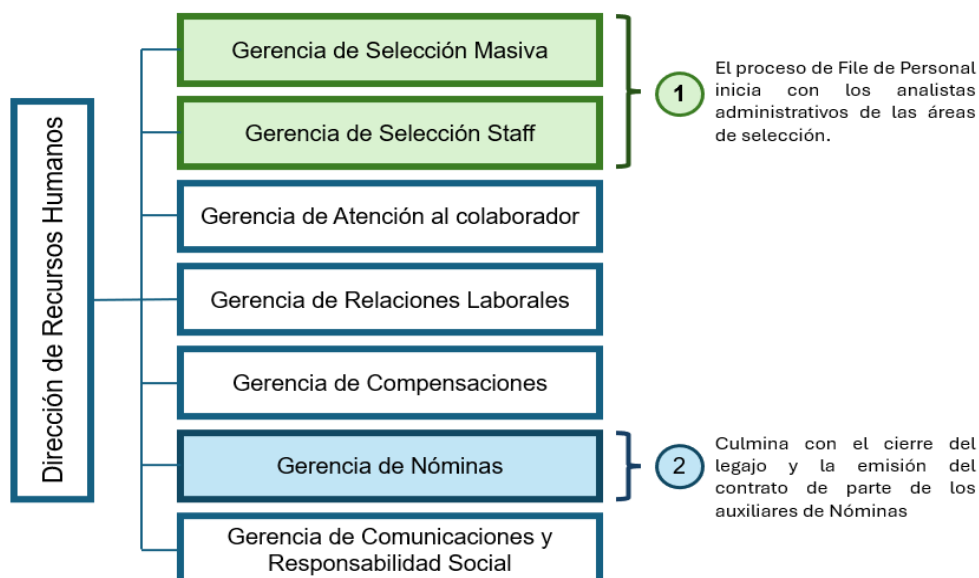 Dirección de Recursos Humanos
Gerencia de Selección Masiva
Gerencia de Selección Staff
Gerencia de Atención al colaborador
Gerencia de Relaciones Laborales
Gerencia de Compensaciones
Gerencia de Nóminas
Gerencia de Comunicaciones y
Responsabilidad Social
1
El proceso de File de Personal
inicia con los analistas
administrativos de las áreas
de selección.
2
Culmina con el cierre del
legajo y la emisión del
contrato de parte de los
auxiliares de Nóminas